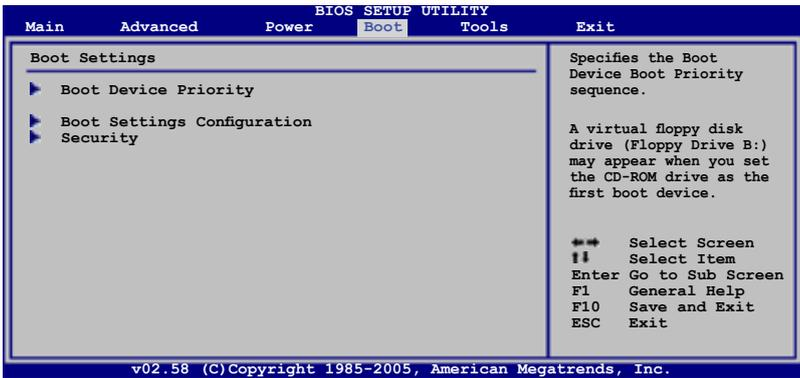 BIOS SETUP UTILITY
Main Advanced Power Boot Tools Exit
Boot Settings
Boot Device Priority
Boot Settings Configuration
Security
Specifies the Boot
Device Boot Priority
sequence.
A virtual floppy disk
drive (Floppy Drive B:)
may appear when you set
the CD-ROM drive as the
first boot device.
Select Screen
Select Item
Enter Go to Sub Screen
F1 General Help
F10 Save and Exit
ESC Exit
v02.58 (C)Copyright 1985-2005, American Megatrends, Inc.